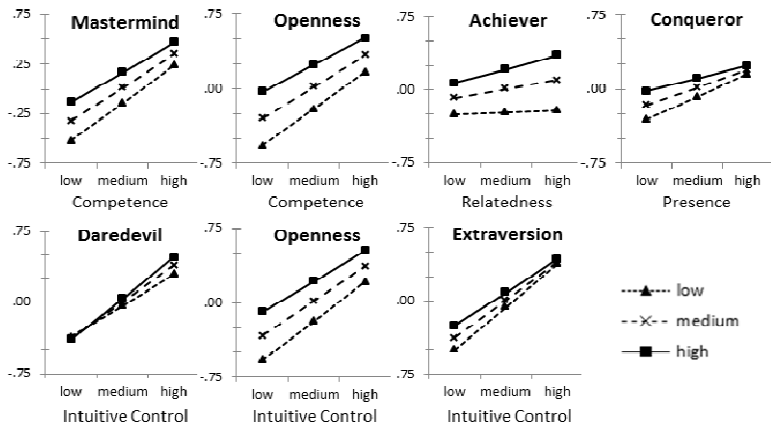 Mastermind
.75
.25
-.25
-.75
low medium high
Competence
Openness
.75
.00
-.75
low medium high
Competence
Achiever
.75
.00
-.75
low medium high
Relatedness
Conqueror
.75
.00
-.75
low medium high
Presence
Daredevil
.75
.00
-.75
low medium high
Intuitive Control
Openness
.75
.00
-.75
low medium high
Intuitive Control
Extraversion
.75
.00
.75
low medium high
Intuitive Control
low
medium
high